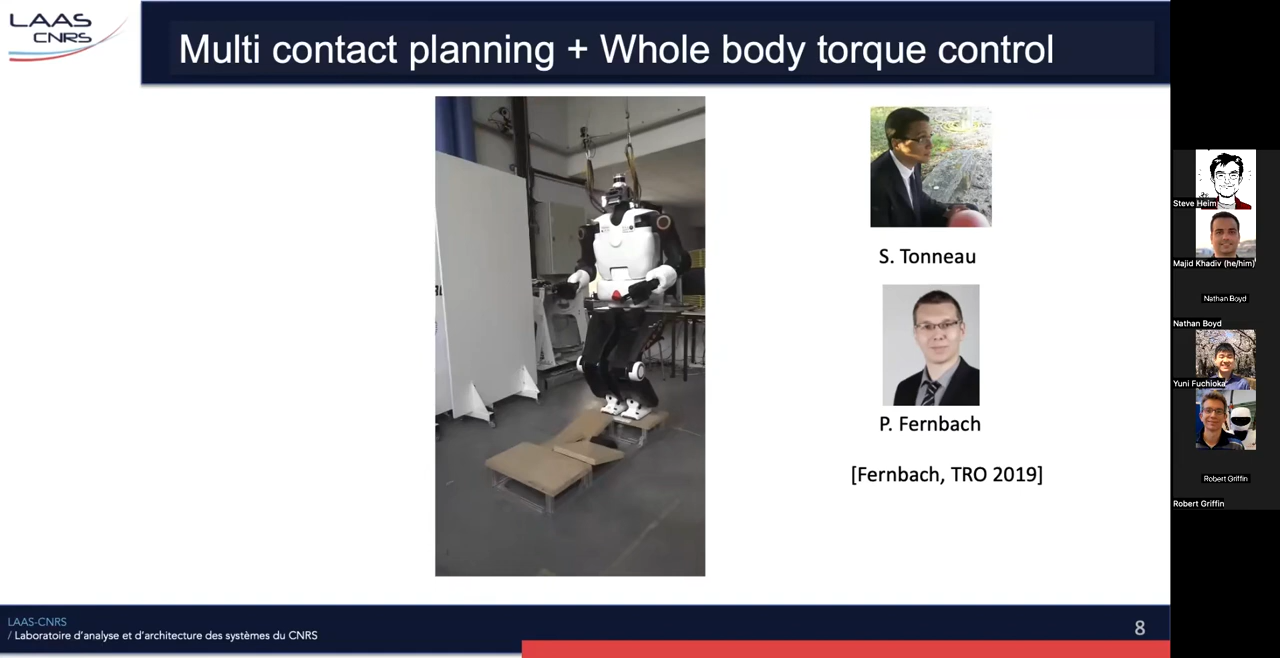 LAAS
CNRS
Multi contact planning + Whole body torque control
S. Tonneau
P. Fernbach
[Fernbach, TRO 2019]
LAAS-CNRS
/ Laboratoire d'analyse et d'architecture des systèmes du CNRS
8
Steve Heim
Majid Khadiv (he/him)
Nathan Boyd
Nathan Boyd
Yuni Fuchioka
Robert Griffin
Robert Griffin